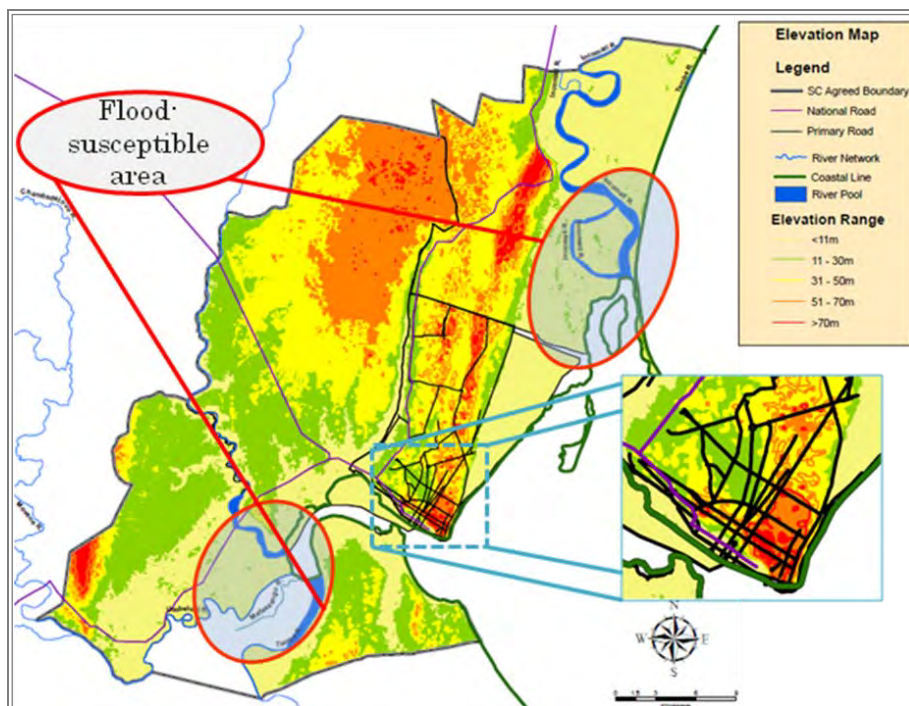 Flood·
susceptible
area
Elevation Map
Legend
SC Agreed Boundary
National Road
Primary Road
River Network
Coastal Line
River Pool
Elevation Range
<11m
11 - 30m
31 - 50m
51 - 70m
>70m
N
W E
S